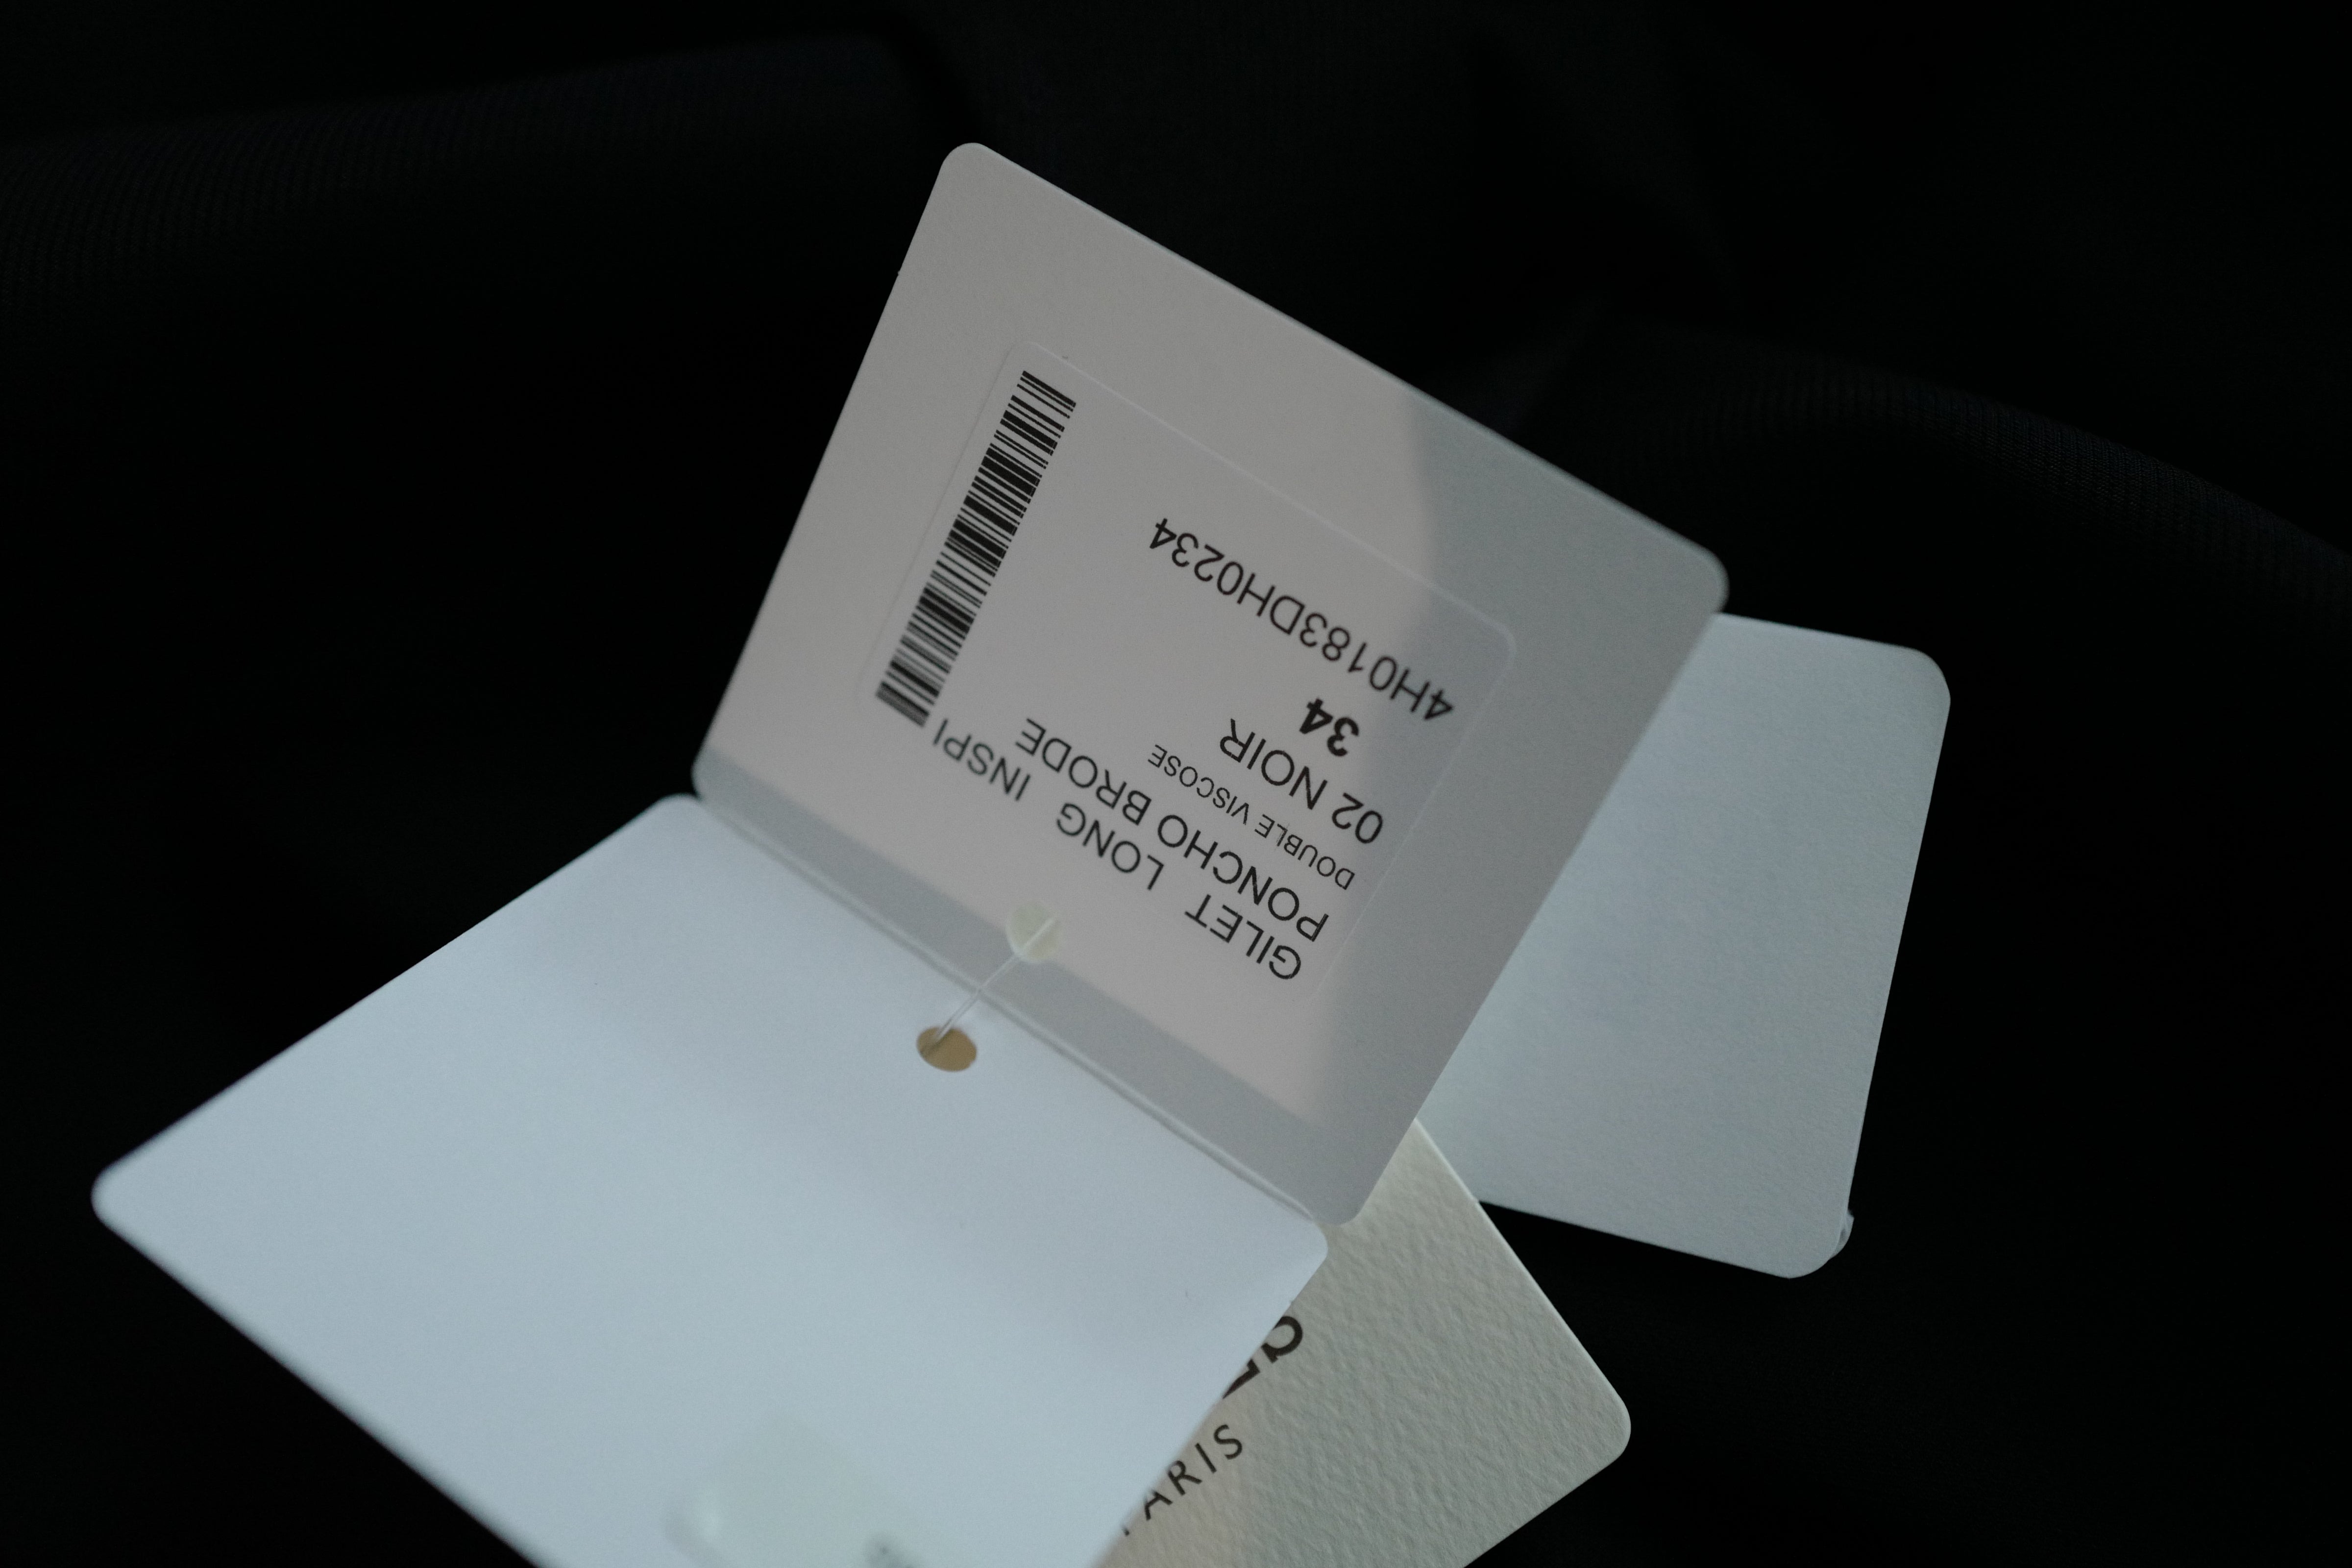 GILET LONG INSPI
PONCHO BRODE
DOUBLE VISCOSE
02 NOIR
34
4H0183DH0234
ARIS